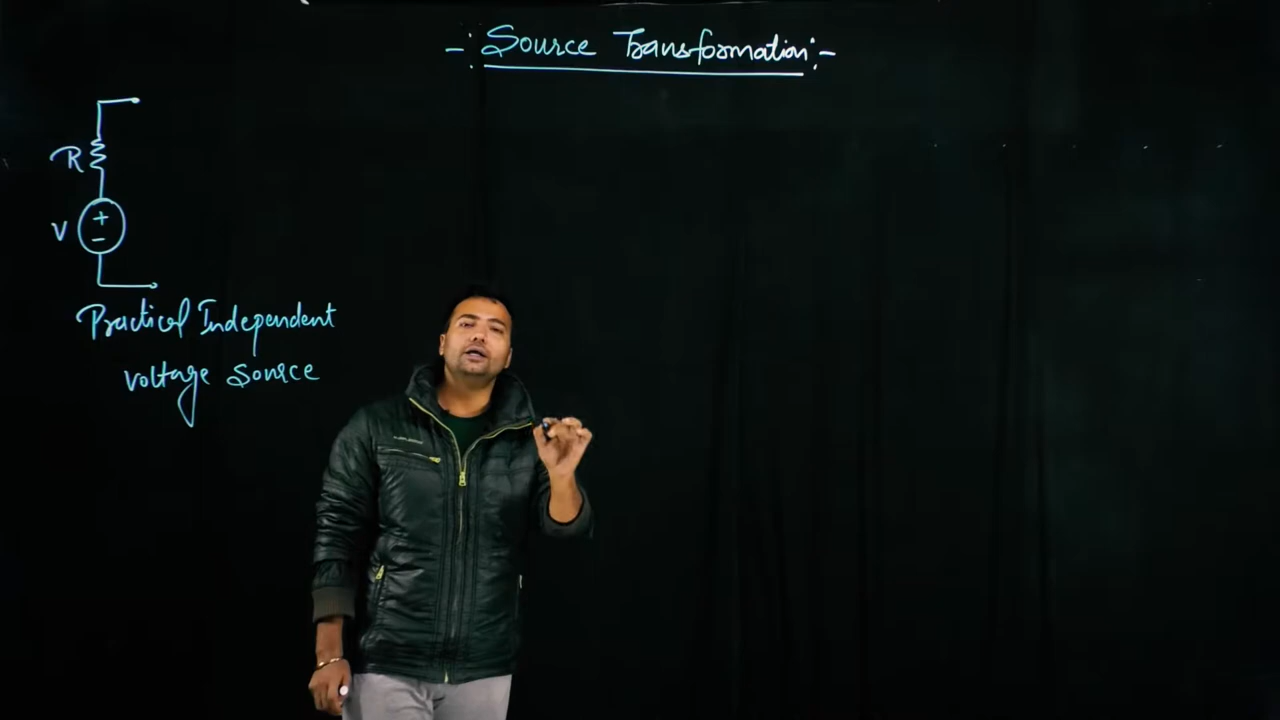 -: Source Transformation :-
R
+
V
-
Practical Independent
voltage source